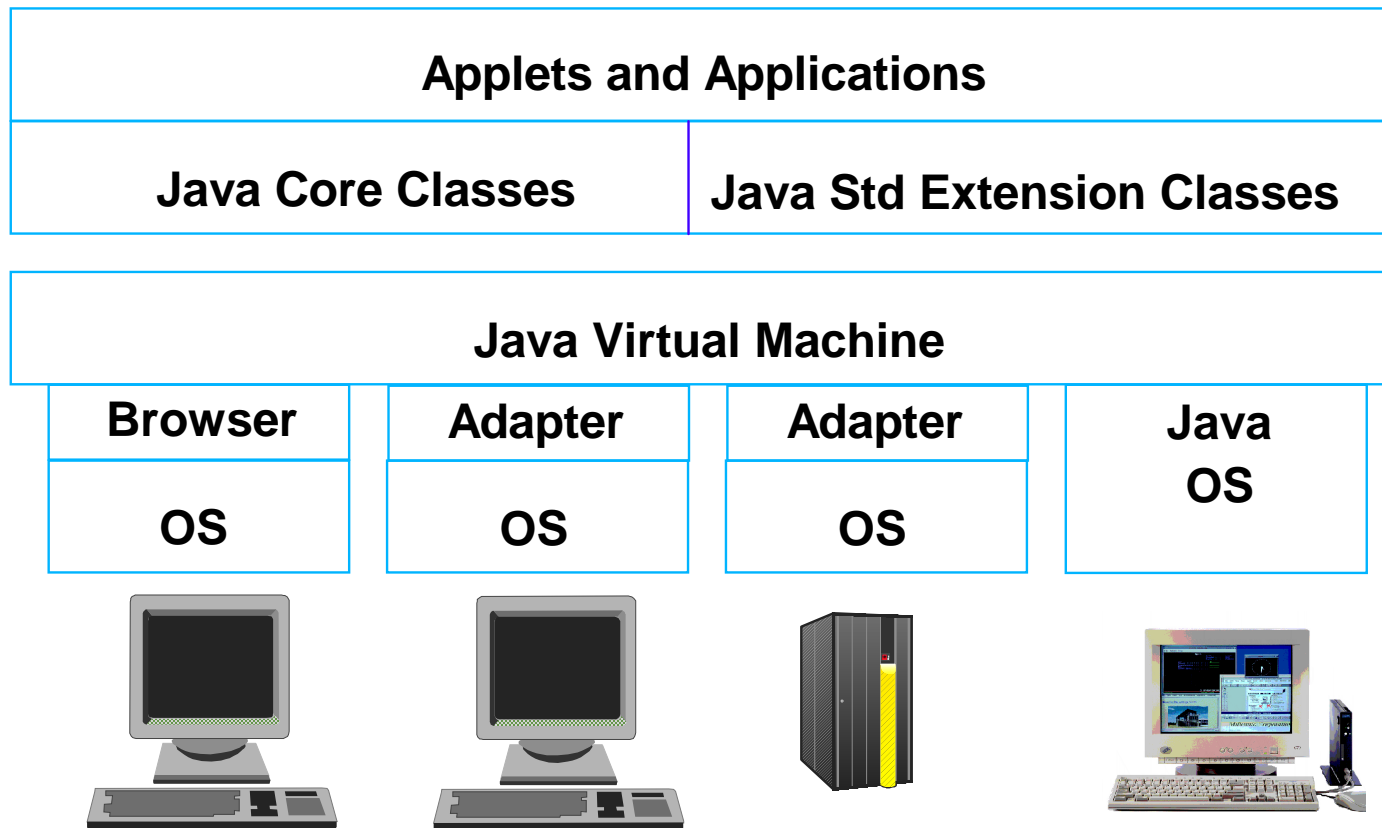 Applets and Applications
Java Core Classes
Java Std Extension Classes
Java Virtual Machine
Browser
Adapter
Adapter
Java
OS
OS
OS
OS